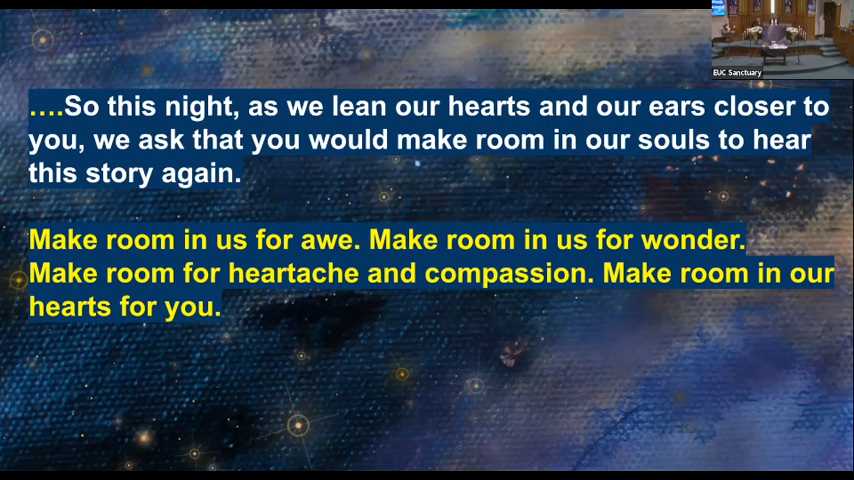 EUC Sanctuary
….So this night, as we lean our hearts and our ears closer to
you, we ask that you would make room in our souls to hear
this story again.
Make room in us for awe. Make room in us for wonder.
Make room for heartache and compassion. Make room in our
hearts for you.